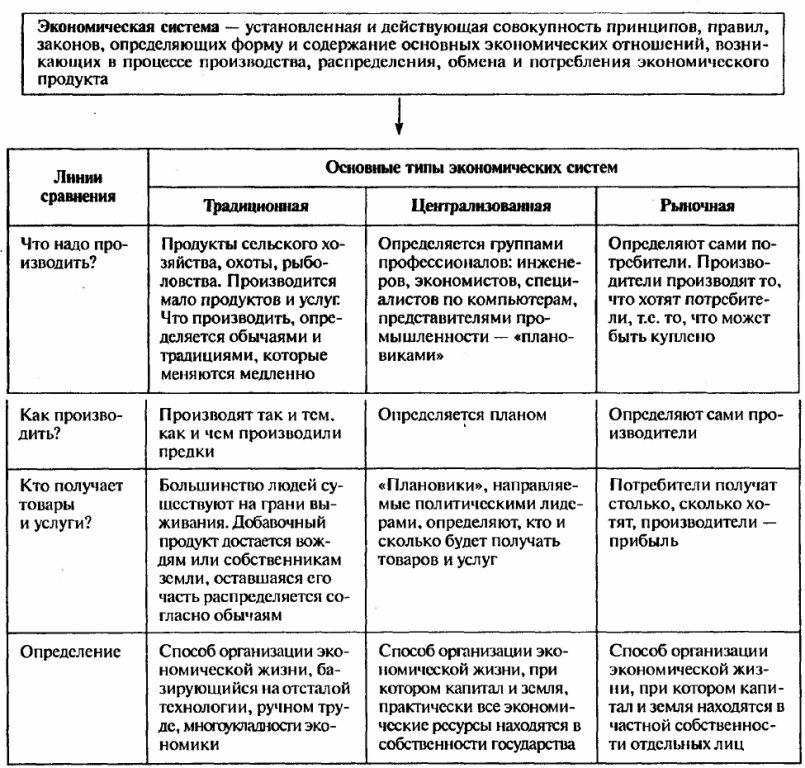 Экономическая система — установленная и действующая совокупность принципов, правил,
законов, определяющих форму и содержание основных экономических отношений, возни-
кающих в процессе производства, распределения, обмена и потребления экономического
продукта
Линии
сравнения
Основные типы экономических систем
Традиционная
Централизованная
Рыночная
Что надо про-
изводить?
Продукты сельского хо-
зяйства, охоты, рыбо-
ловства. Производится
мало продуктов и услуг.
Что производить, опре-
деляется обычаями и
традициями, которые
меняются медленно
Определяется группами
профессионалов: инжене-
ров, экономистов, специ-
алистов по компьютерам,
представителями про-
мышленности — «плано-
виками»
Определяют сами по-
требители. Произво-
дители производят то,
что хотят потребите-
ли, т.е. то, что может
быть куплено
Как произво-
дить?
Производят так и тем,
как и чем производили
предки
Определяется планом
Определяют сами про-
изводители
Кто получает
товары
и услуги?
Большинство людей су-
ществуют на грани вы-
живания. Добавочный
продукт достается вож-
дям или собственникам
земли, оставшаяся его
часть распределяется со-
гласно обычаям
«Плановики», направляе-
мые политическими лиде-
рами, определяют, кто и
сколько будет получать
товаров и услуг
Потребители получат
столько, сколько хо-
тят, производители —
прибыль
Определение
Способ организации эко-
номической жизни, ба-
зирующийся на отсталой
технологии, ручном тру-
де, многоукладности эко-
номики
Способ организации эко-
номической жизни, при
котором капитал и земля,
практически все экономи-
ческие ресурсы находятся в
собственности государства
Способ организации
экономической жиз-
ни, при котором капи-
тал и земля находятся в
частной собственнос-
ти отдельных лиц